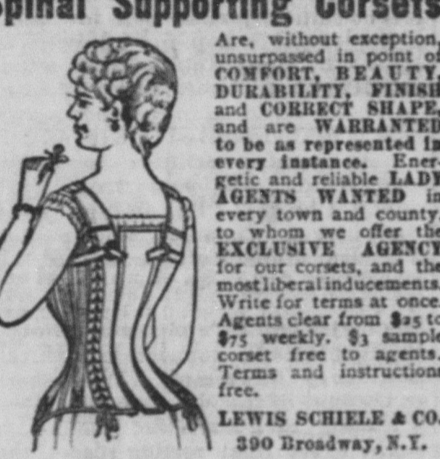 Spinal Supporting Corsets
Are, without exception,
unsurpassed in point of
COMFORT, BEAUTY,
DURABILITY, FINISH
and CORRECT SHAPE,
and are WARRANTED
to be as represented in
every instance. Ener-
getic and reliable LADY
AGENTS WANTED in
every town and county,
to whom we offer the
EXCLUSIVE AGENCY
for our corsets, and the
most liberal inducements.
Write for terms at once.
Agents clear from $25 to
$75 weekly. $3 sample
corset free to agents.
Terms and instructions
free.
LEWIS SCHIELE & CO.
390 Broadway, N.Y.